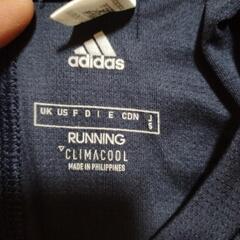 adidas
UK US F D I E CDN J
S
RUNNING
CLIMACOOL
MADE IN PHILIPPINES